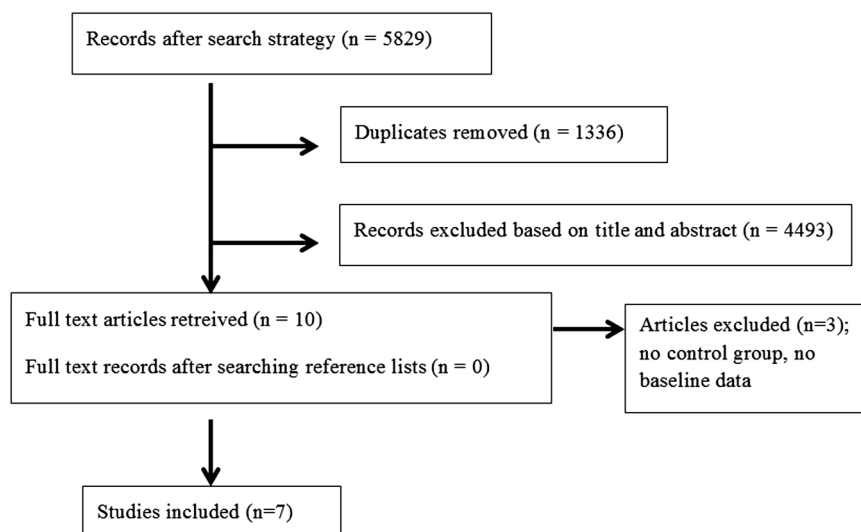 Records after search strategy (n = 5829)
Duplicates removed (n = 1336)
Records excluded based on title and abstract (n = 4493)
Full text articles retreived (n = 10)
Full text records after searching reference lists (n = 0)
Articles excluded (n=3);
no control group, no
baseline data
Studies included (n=7)